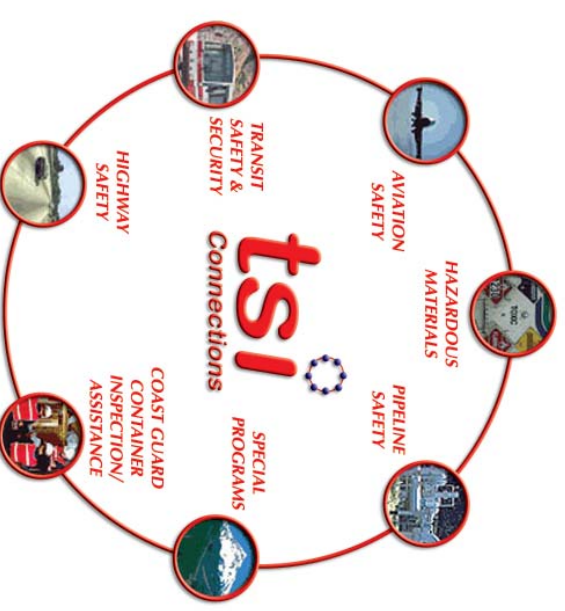 TOXIC
HAZARDOUS
MATERIALS
AVIATION
SAFETY
PIPELINE
SAFETY
tsi
Connections
TRANSIT
SAFETY &
SECURITY
SPECIAL
PROGRAMS
HIGHWAY
SAFETY
COAST GUARD
CONTAINER
INSPECTION/
ASSISTANCE